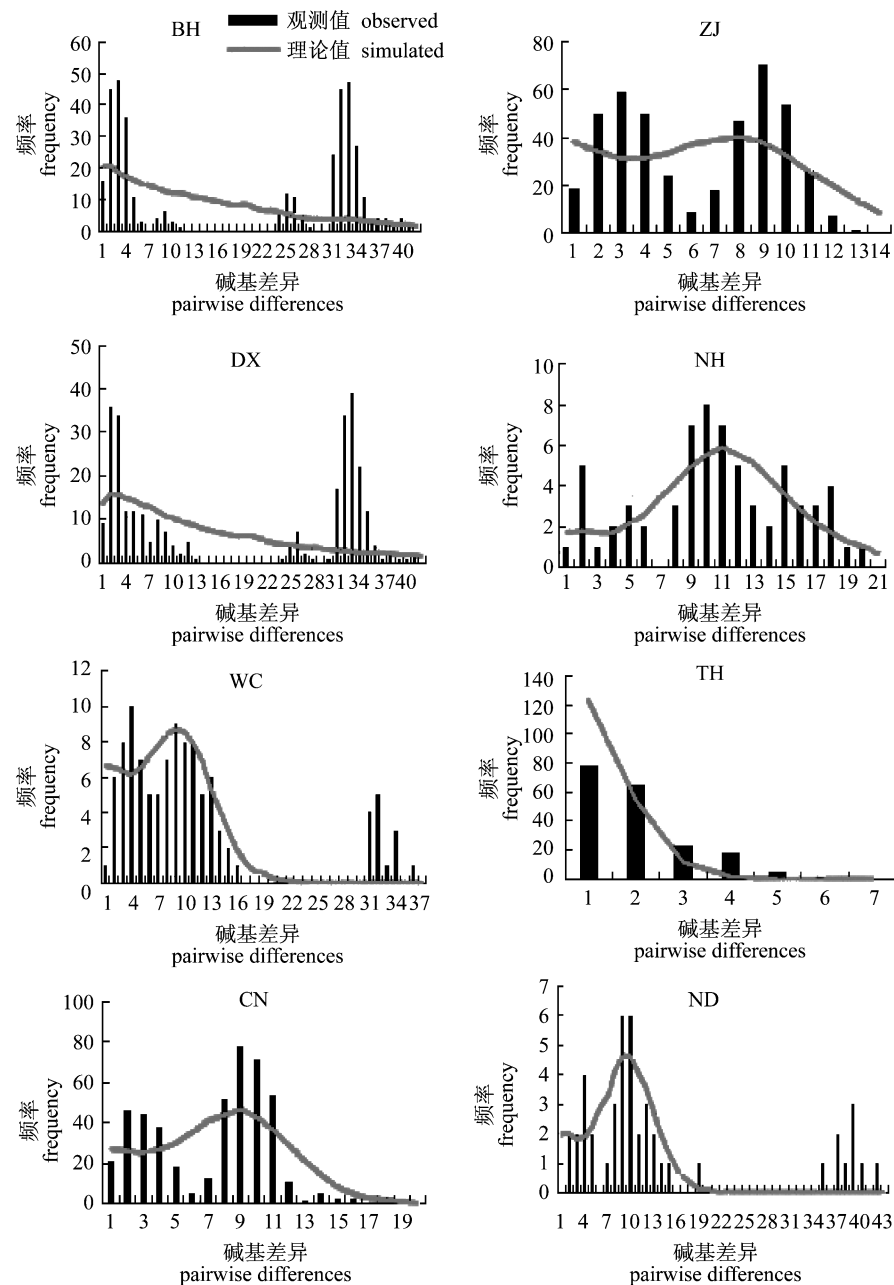 BH
观测值 observed
理论值 simulated
60
50
40
30
20
10
0
频率
frequency
1 4 7 10 13 16 19 22 25 28 31 34 37 40
碱基差异
pairwise differences
ZJ
80
60
40
20
0
频率
frequency
1 2 3 4 5 6 7 8 9 10 11 12 13 14
碱基差异
pairwise differences
DX
50
40
30
20
10
0
频率
frequency
1 4 7 10 13 16 19 22 25 28 31 34 37 40
碱基差异
pairwise differences
NH
10
8
6
4
2
0
频率
frequency
1 3 5 7 9 11 13 15 17 19 21
碱基差异
pairwise differences
WC
12
10
8
6
4
2
0
频率
frequency
1 4 7 10 13 16 19 22 25 28 31 34 37
碱基差异
pairwise differences
TH
140
120
100
80
60
40
20
0
频率
frequency
1 2 3 4 5 6 7
碱基差异
pairwise differences
CN
100
80
60
40
20
0
频率
frequency
1 3 5 7 9 11 13 15 17 19
碱基差异
pairwise differences
ND
7
6
5
4
3
2
1
0
频率
frequency
1 4 7 10 13 16 19 22 25 28 31 34 37 40 43
碱基差异
pairwise differences